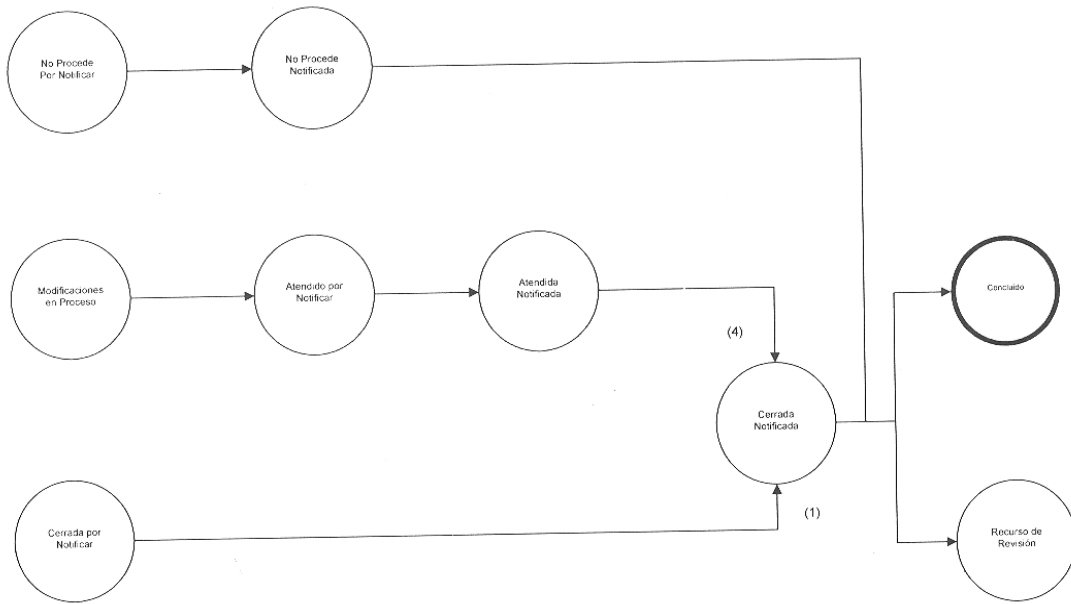 No Procede
Por Notificar
No Procede
Notificada
Modificaciones
en Proceso
Atendido por
Notificar
Atendida
Notificada
Concluido
(4)
Cerrada
Notificada
(1)
Cerrada por
Notificar
Recurso de
Revisión